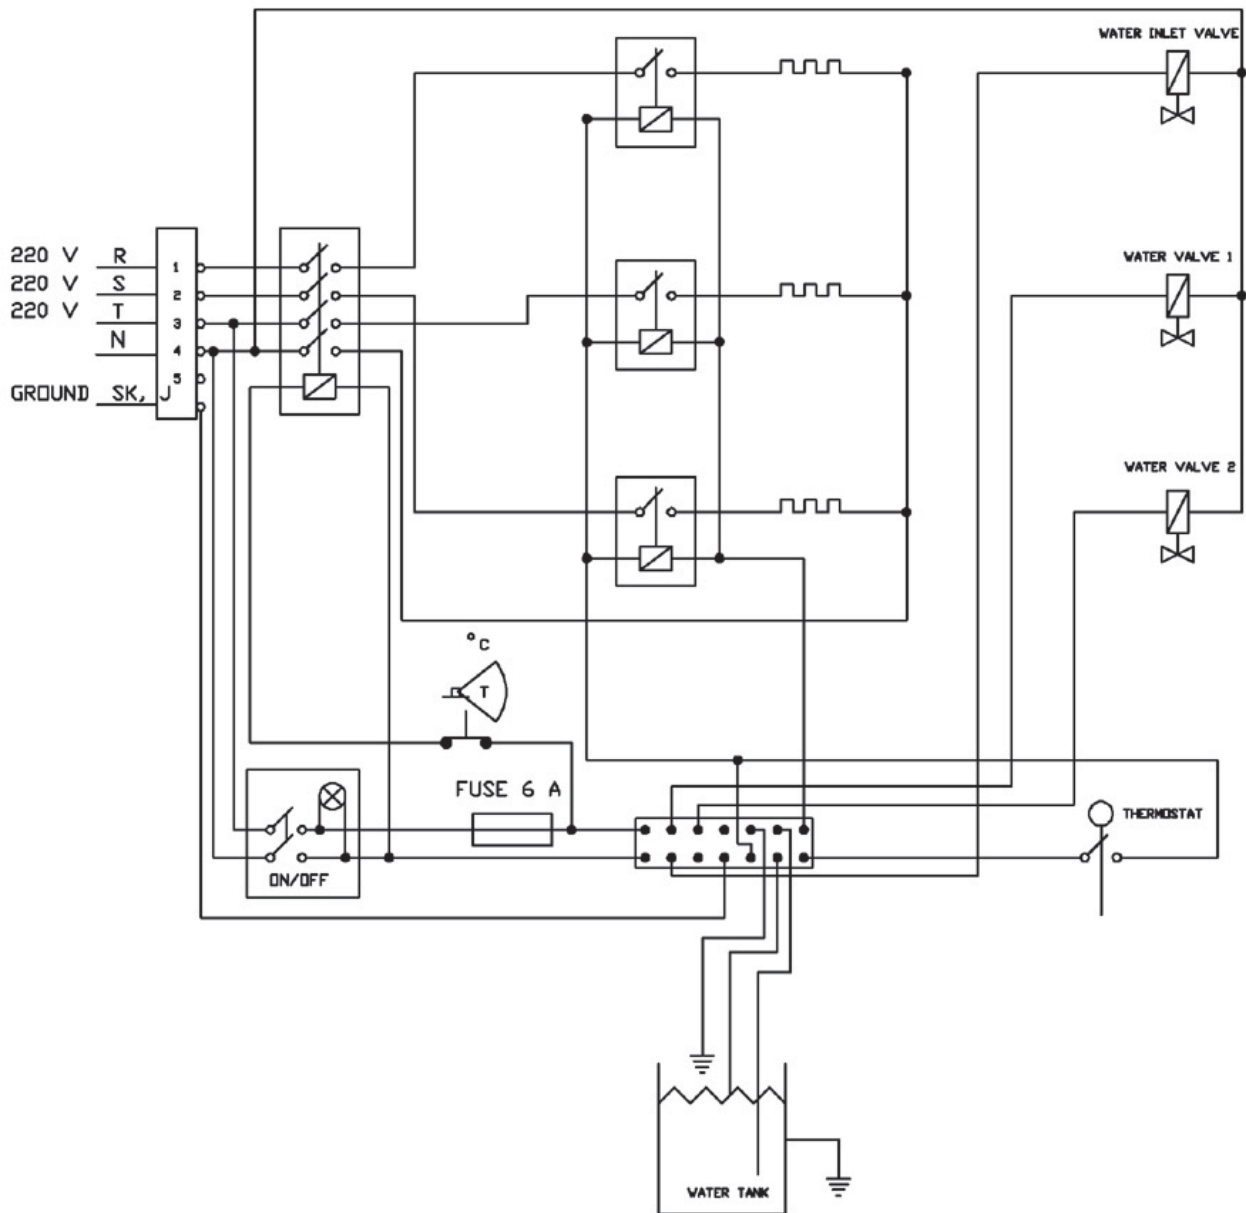 WATER INLET VALVE
220 V R
1
220 V S
2
220 V T
3
N
4
5
GROUND SK, J
WATER VALVE 1
WATER VALVE 2
°C
T
FUSE 6 A
THERMOSTAT
ON/OFF
WATER TANK